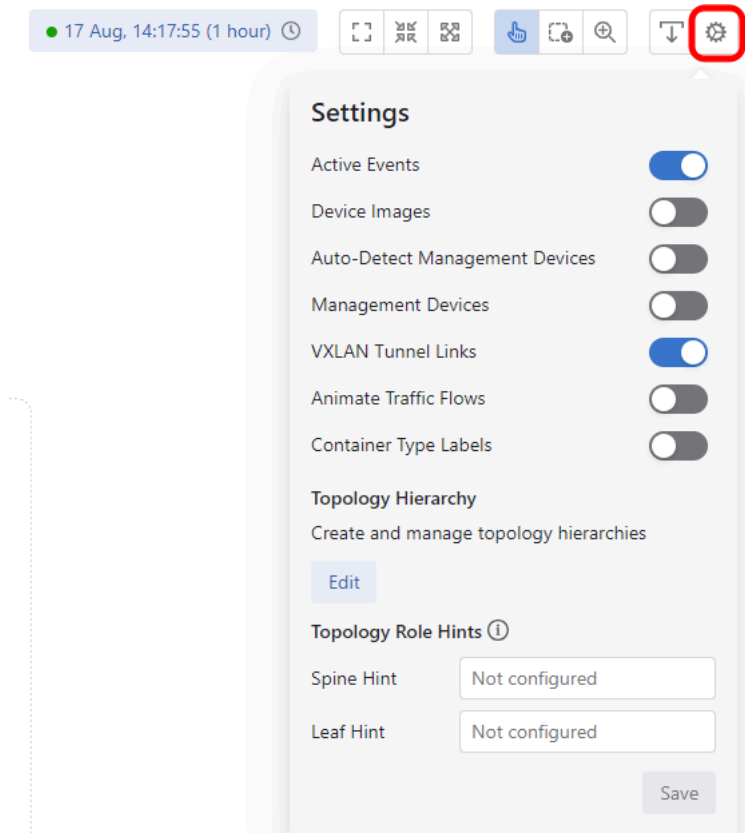 17 Aug, 14:17:55 (1 hour)
Settings
Active Events
Device Images
Auto-Detect Management Devices
Management Devices
VXLAN Tunnel Links
Animate Traffic Flows
Container Type Labels
Topology Hierarchy
Create and manage topology hierarchies
Edit
Topology Role Hints
Spine Hint Not configured
Leaf Hint Not configured
Save